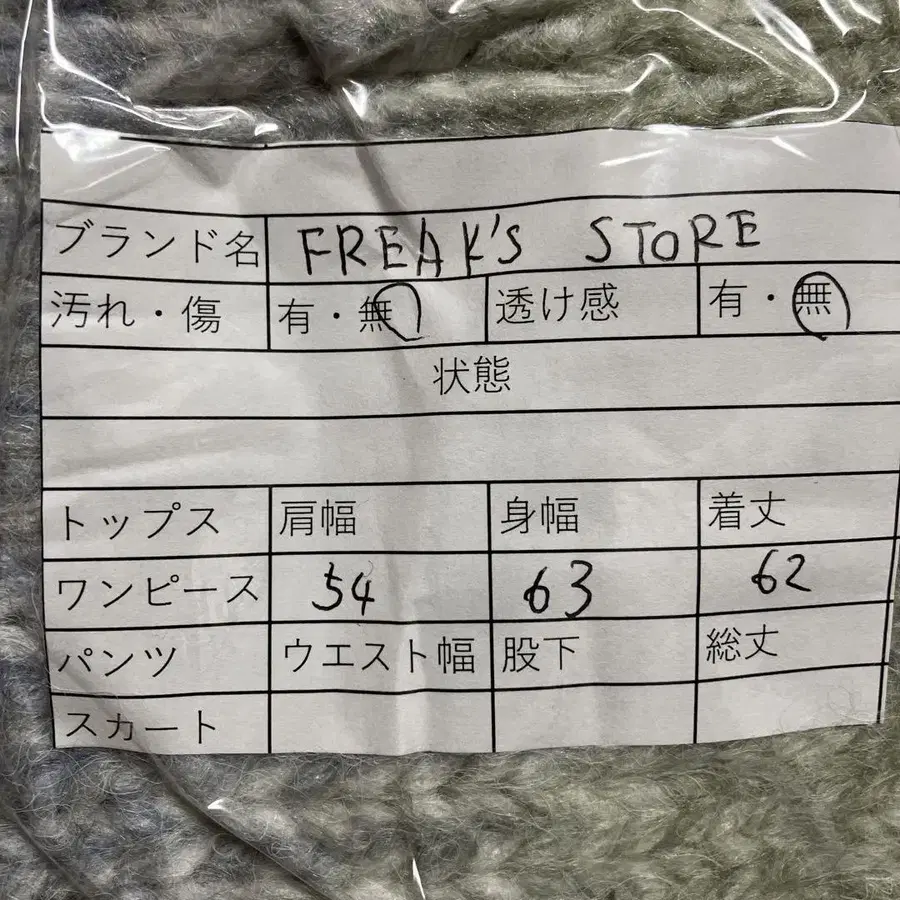 ブランド名 FREAK'S STORE
汚れ・傷 有・無 透け感 有・無
状態
トップス 肩幅 身幅 着丈
ワンピース 54 63 62
パンツ ウエスト幅 股下 総丈
スカート